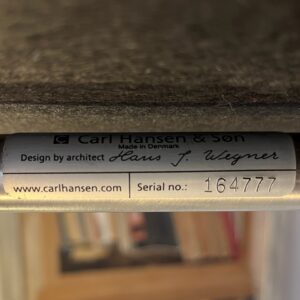 C Carl Hansen & Søn
Made in Denmark
Design by architect Hans J. Wegner
www.carlhansen.com
Serial no.: 164777